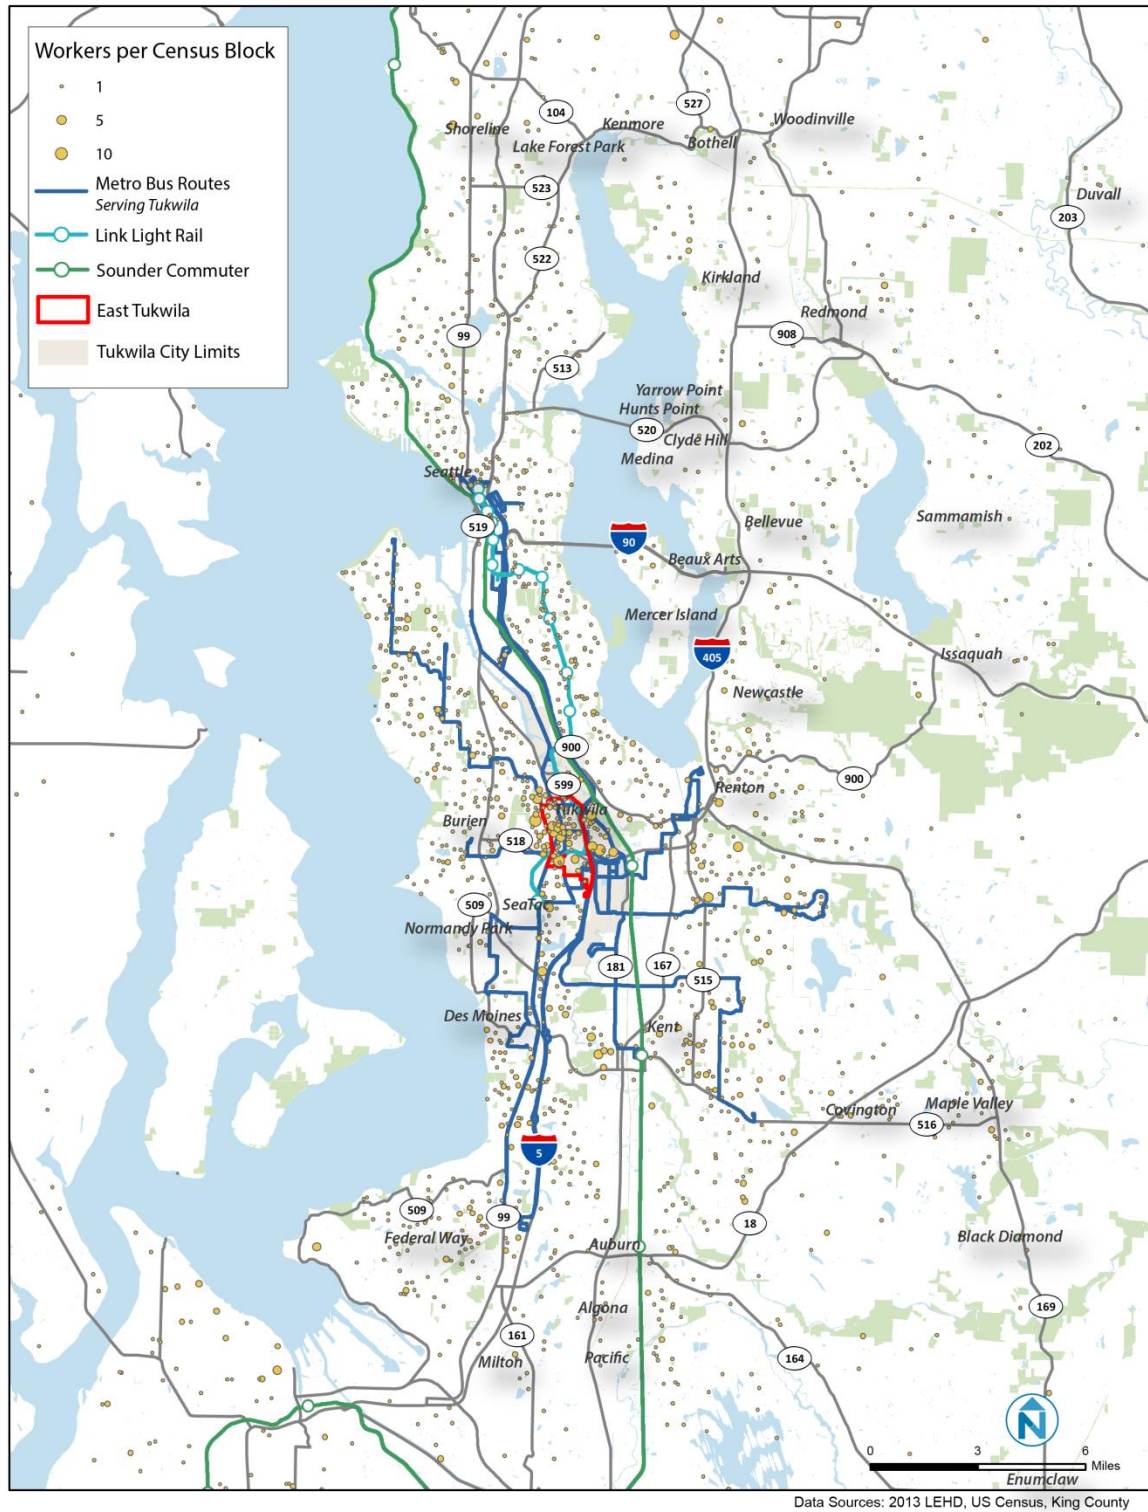 Workers per Census Block
1
5
10
Metro Bus Routes
Serving Tukwila
Link Light Rail
Sounder Commuter
East Tukwila
Tukwila City Limits
527
104
Shoreline
Kenmore
Woodinville
Lake Forest Park
Bothell
523
Duvall
203
522
Kirkland
Redmond
99
908
513
Yarrow Point
Hunts Point
520
Clyde Hill
202
Medina
Seattle
519
Bellevue
Sammamish
90
Beaux Arts
Mercer Island
405
Issaquah
Newcastle
900
900
599
Renton
Tukwila
Burien
518
509
SeaTac
Normandy Park
181
167
515
Des Moines
Kent
Covington
Maple Valley
516
5
509
99
18
Federal Way
Auburn
Black Diamond
Algona
169
161
Milton
Pacific
164
N
0 3 6
Miles
Enumclaw
Data Sources: 2013 LEHD, US Census, King County